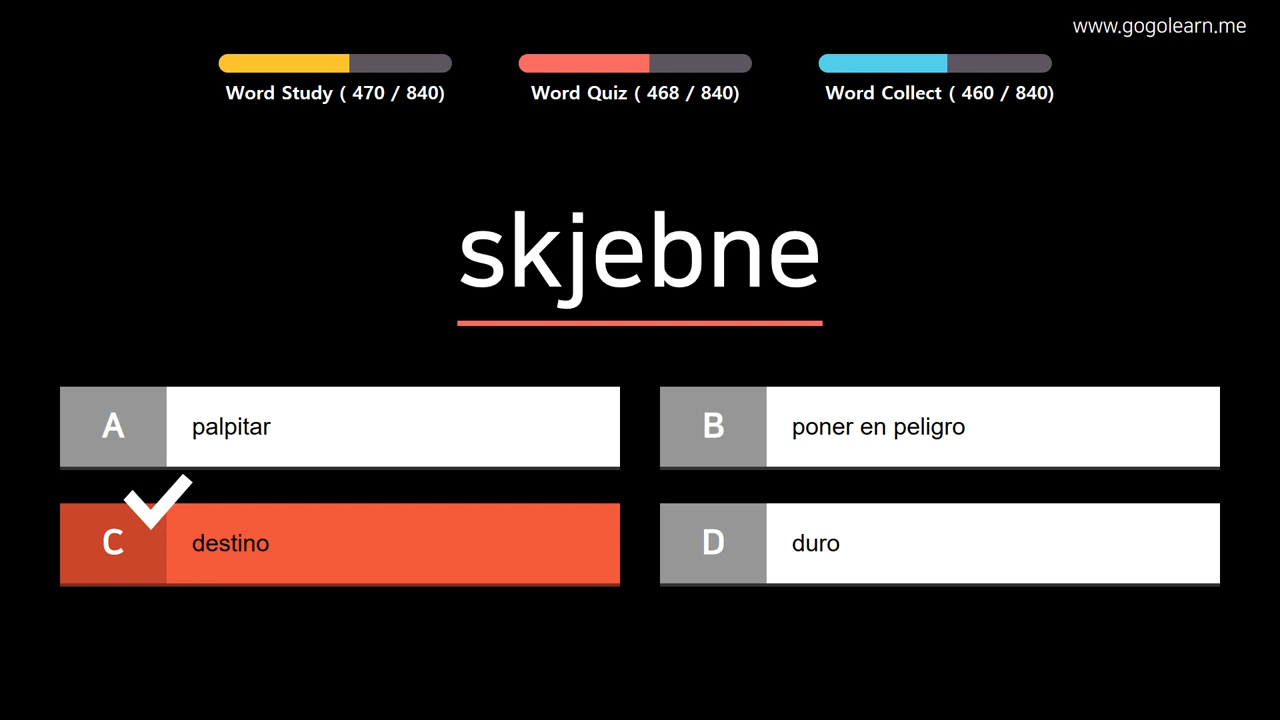 www.gogolearn.me
Word Study ( 470 / 840)
Word Quiz ( 468 / 840)
Word Collect ( 460 / 840)
skjebne
A palpitar
B poner en peligro
C destino
D duro